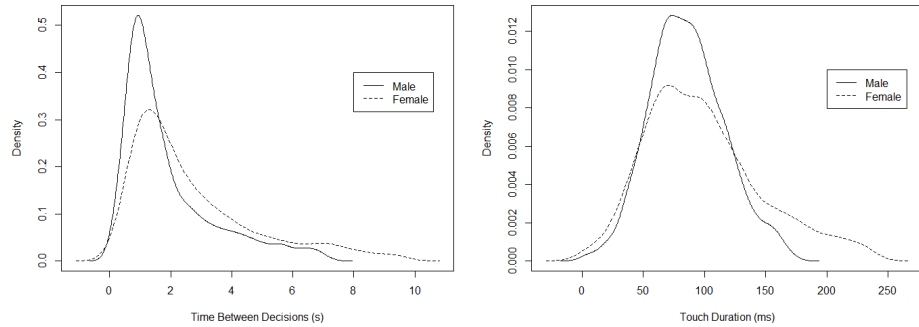 0.5
0.4
0.3
0.2
0.1
0.0
Density
0 2 4 6 8 10
Time Between Decisions (s)
Male
Female
0.012
0.010
0.008
0.006
0.004
0.002
0.000
Density
0 50 100 150 200 250
Touch Duration (ms)
Male
Female